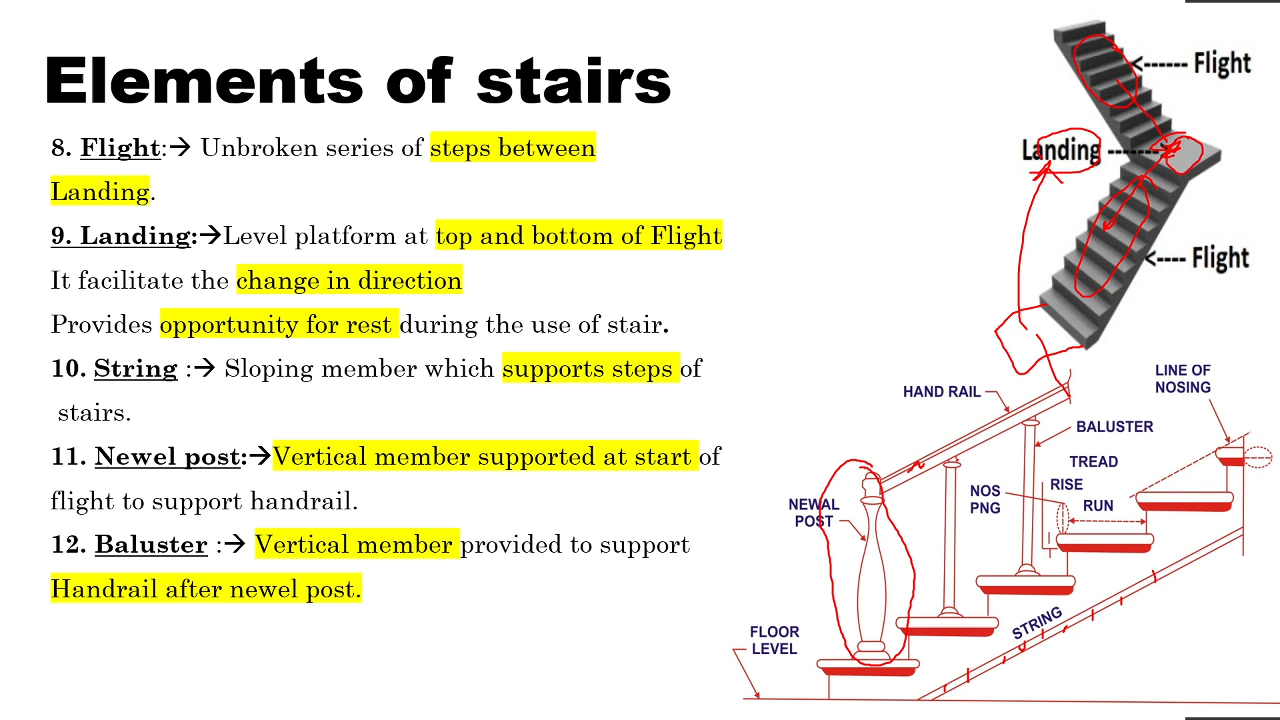 Elements of stairs
8. Flight:→ Unbroken series of steps between
Landing.
9. Landing:→Level platform at top and bottom of Flight
It facilitate the change in direction
Provides opportunity for rest during the use of stair.
10. String :→ Sloping member which supports steps of
stairs.
11. Newel post:→Vertical member supported at start of
flight to support handrail.
12. Baluster :→ Vertical member provided to support
Handrail after newel post.
<------ Flight
Landing -------
<---- Flight
HAND RAIL
LINE OF
NOSING
BALUSTER
TREAD
RISE
NOS
PNG
RUN
NEWAL
POST
STRING
FLOOR
LEVEL